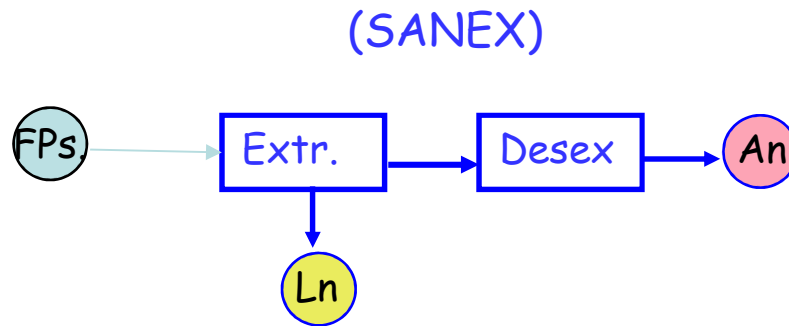 (SANEX)
FPs.
Extr.
Desex
An
Ln